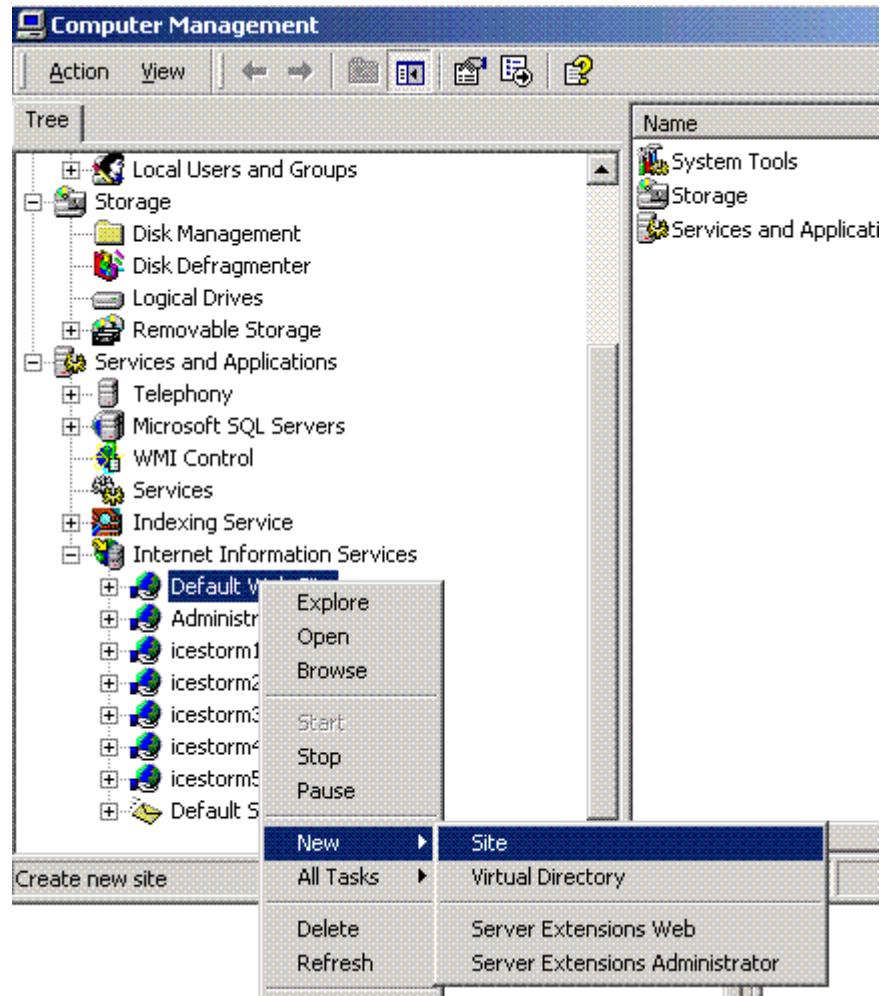 Computer Management
Action View
Tree
Name
Local Users and Groups
Storage
Disk Management
Disk Defragmenter
Logical Drives
Removable Storage
Services and Applications
Telephony
Microsoft SQL Servers
WMI Control
Services
Indexing Service
Internet Information Services
Default
Administr
icestorm1
icestorm2
icestorm3
icestorm4
icestorm5
Default S
System Tools
Storage
Services and Applicati
Explore
Open
Browse
Start
Stop
Pause
New
All Tasks
Delete
Refresh
Site
Virtual Directory
Server Extensions Web
Server Extensions Administrator
Create new site